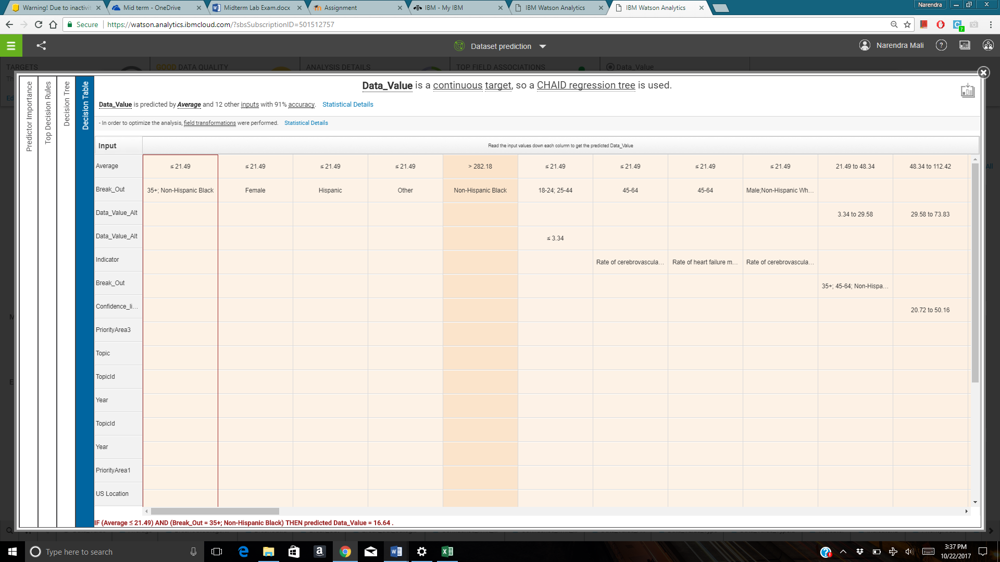 Warning! Due to inactivit
Mid term - OneDrive
Midterm Lab Exam.docx
Assignment
IBM - My IBM
IBM Watson Analytics
IBM Watson Analytics
Narendra
Secure
https://watson.analytics.ibmcloud.com/?sbsSubscriptionID=501512757
Dataset prediction
Narendra Mali
TARGETS
GOOD DATA QUALITY
ANALYSIS DETAILS
TOP FIELD ASSOCIATIONS
Data_Value
Predictor Importance
Top Decision Rules
Decision Tree
Decision Table
Data_Value is a continuous target, so a CHAID regression tree is used.
Data_Value is predicted by Average and 12 other inputs with 91% accuracy. Statistical Details
- In order to optimize the analysis, field transformations were performed. Statistical Details
Input Read the input values down each column to get the predicted Data_Value
Average ≤ 21.49 ≤ 21.49 ≤ 21.49 ≤ 21.49 > 282.18 ≤ 21.49 ≤ 21.49 ≤ 21.49 ≤ 21.49 21.49 to 48.34 48.34 to 112.42
Break_Out 35+; Non-Hispanic Black Female Hispanic Other Non-Hispanic Black 18-24; 25-44 45-64 45-64 Male;Non-Hispanic Wh...
Data_Value_Alt 3.34 to 29.58 29.58 to 73.83
Data_Value_Alt ≤ 3.34
Indicator Rate of cerebrovascula... Rate of heart failure m... Rate of cerebrovascula...
Break_Out 35+; 45-64; Non-Hispa...
Confidence_li... 20.72 to 50.16
PriorityArea3
Topic
TopicId
Year
TopicId
Year
PriorityArea1
US Location
IF (Average ≤ 21.49) AND (Break_Out = 35+; Non-Hispanic Black) THEN predicted Data_Value = 16.64 .
Type here to search
3:37 PM
10/22/2017